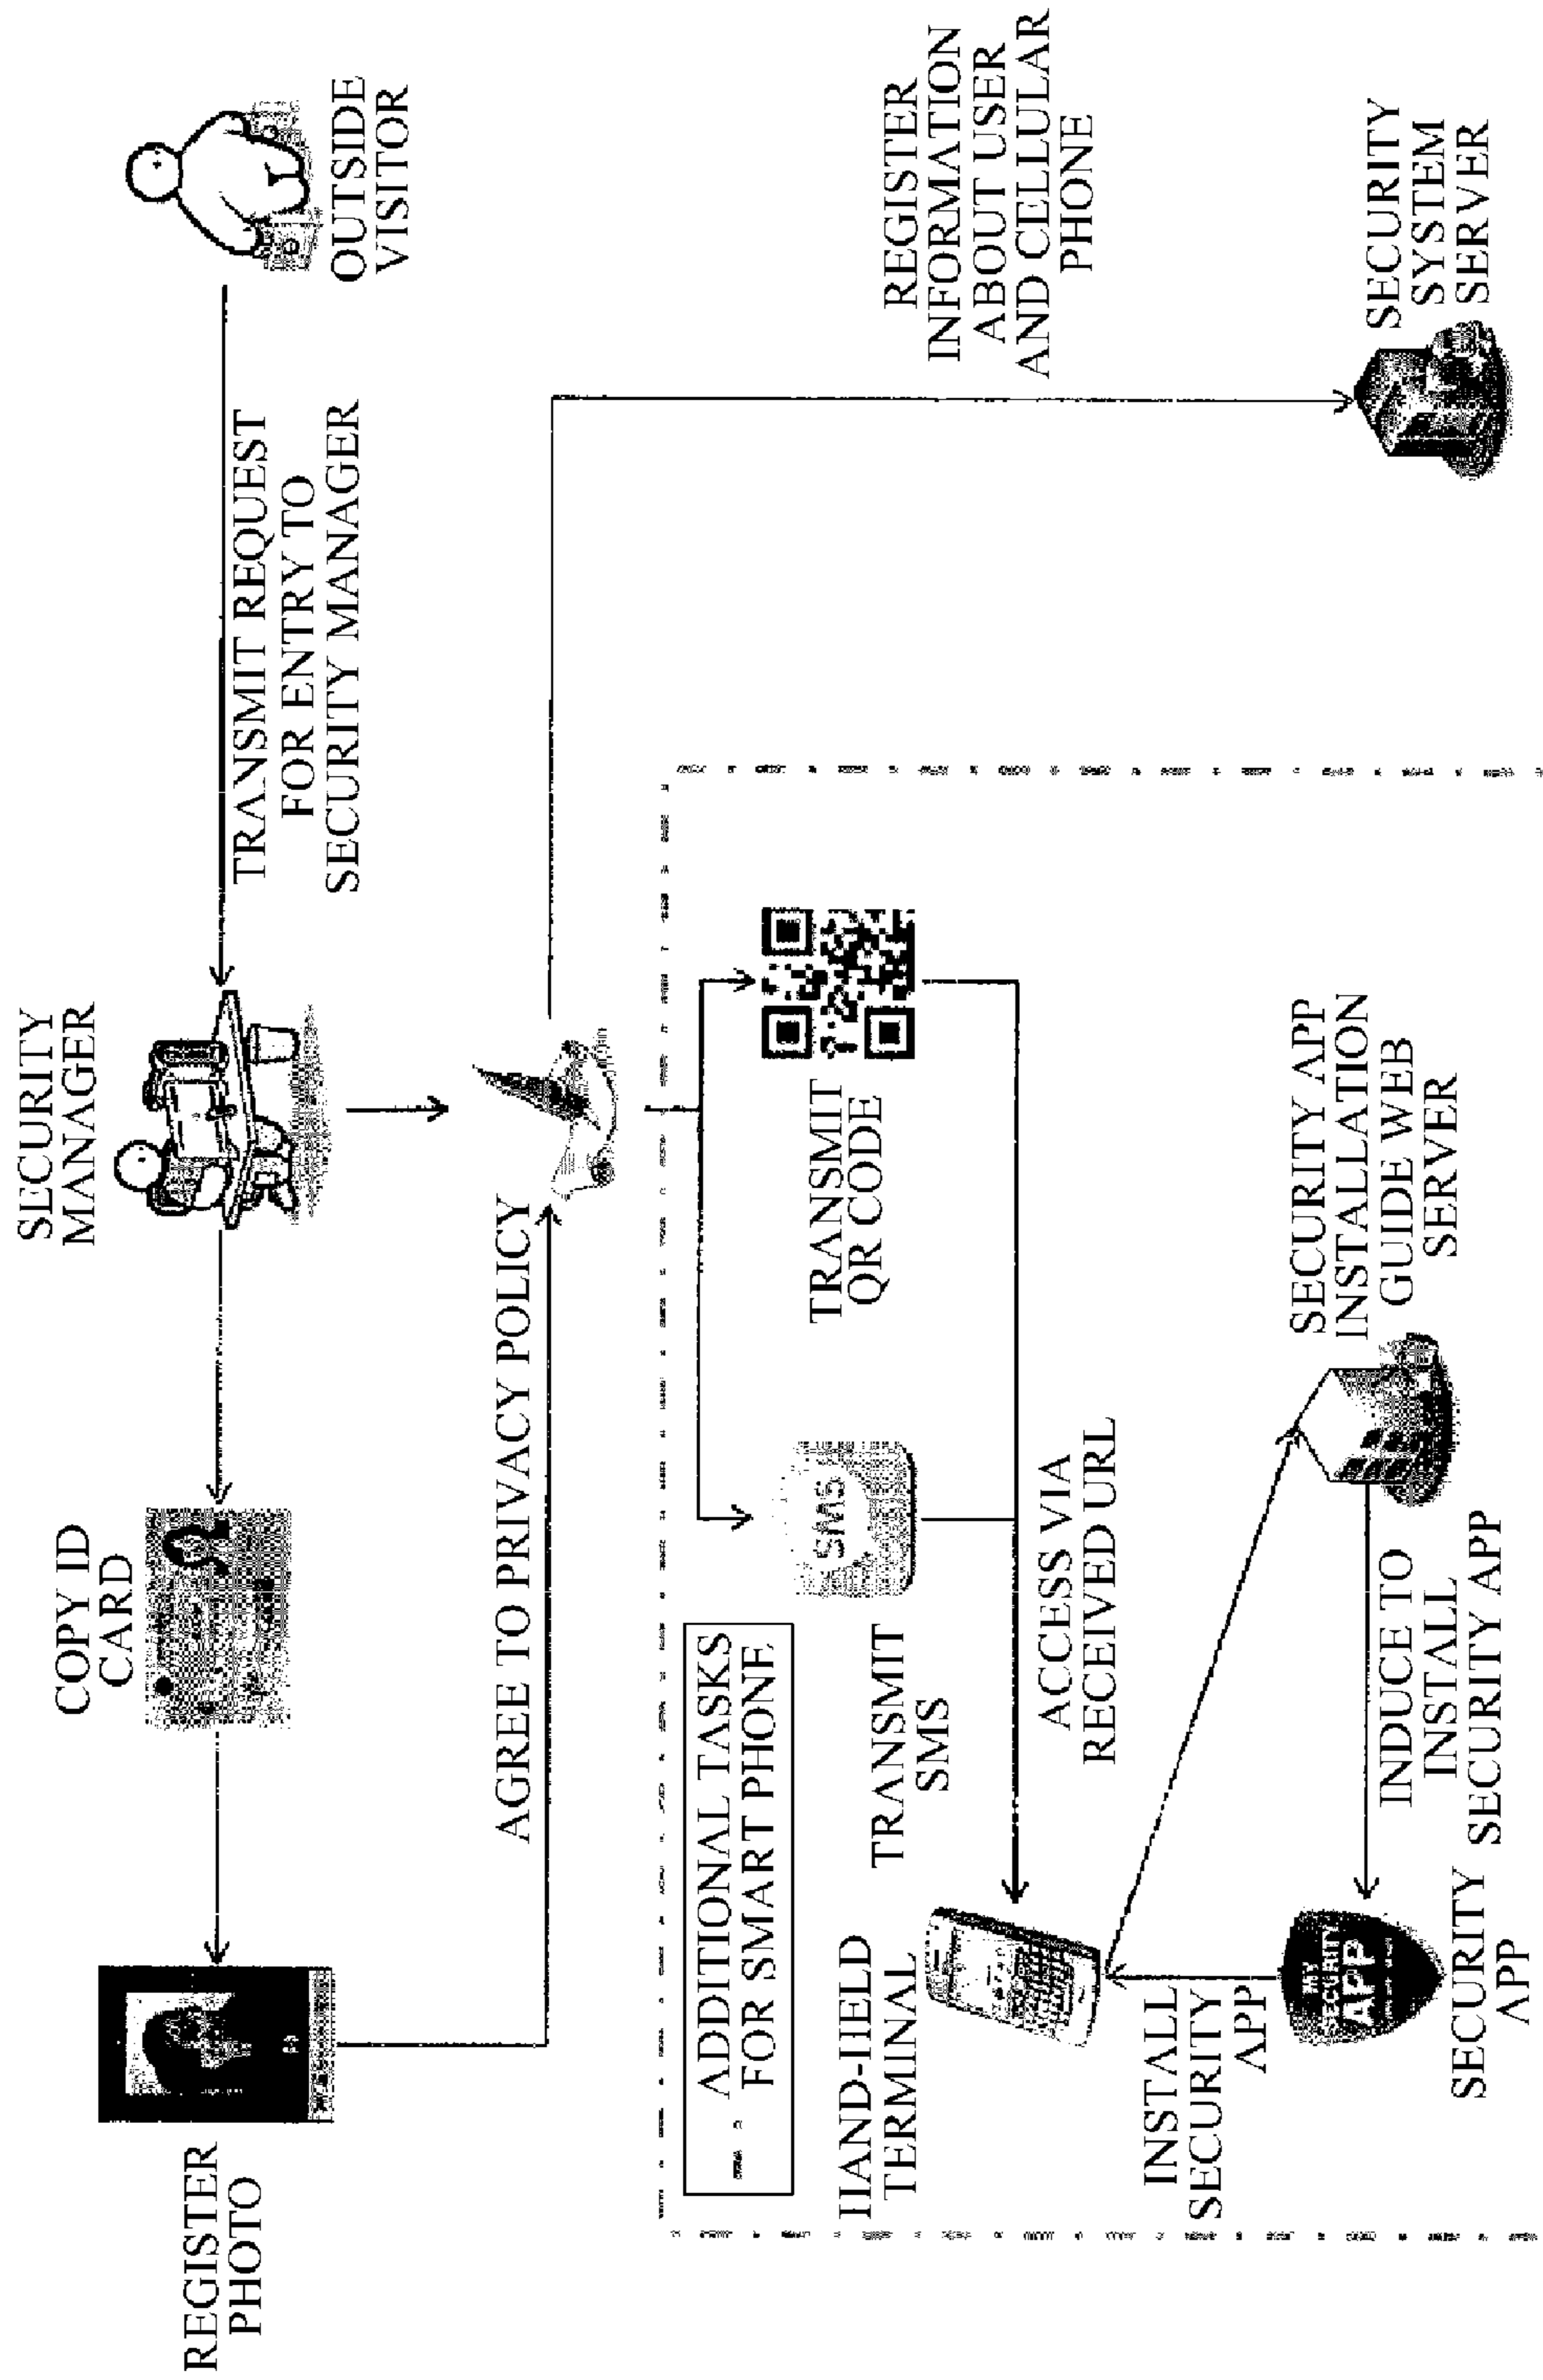 REGISTER
PHOTO
COPY ID
CARD
SECURITY
MANAGER
TRANSMIT REQUEST
FOR ENTRY TO
SECURITY MANAGER
OUTSIDE
VISITOR
AGREE TO PRIVACY POLICY
REGISTER
INFORMATION
ABOUT USER
AND CELLULAR
PHONE
ADDITIONAL TASKS
FOR SMART PHONE
HAND-HELD
TERMINAL
TRANSMIT
SMS
SMS
TRANSMIT
QR CODE
ACCESS VIA
RECEIVED URL
INSTALL
SECURITY
APP
SECURITY APP
INSTALLATION
GUIDE WEB
SERVER
INDUCE TO
INSTALL
SECURITY APP
SECURITY
APP
SECURITY
APP
SECURITY
SYSTEM
SERVER